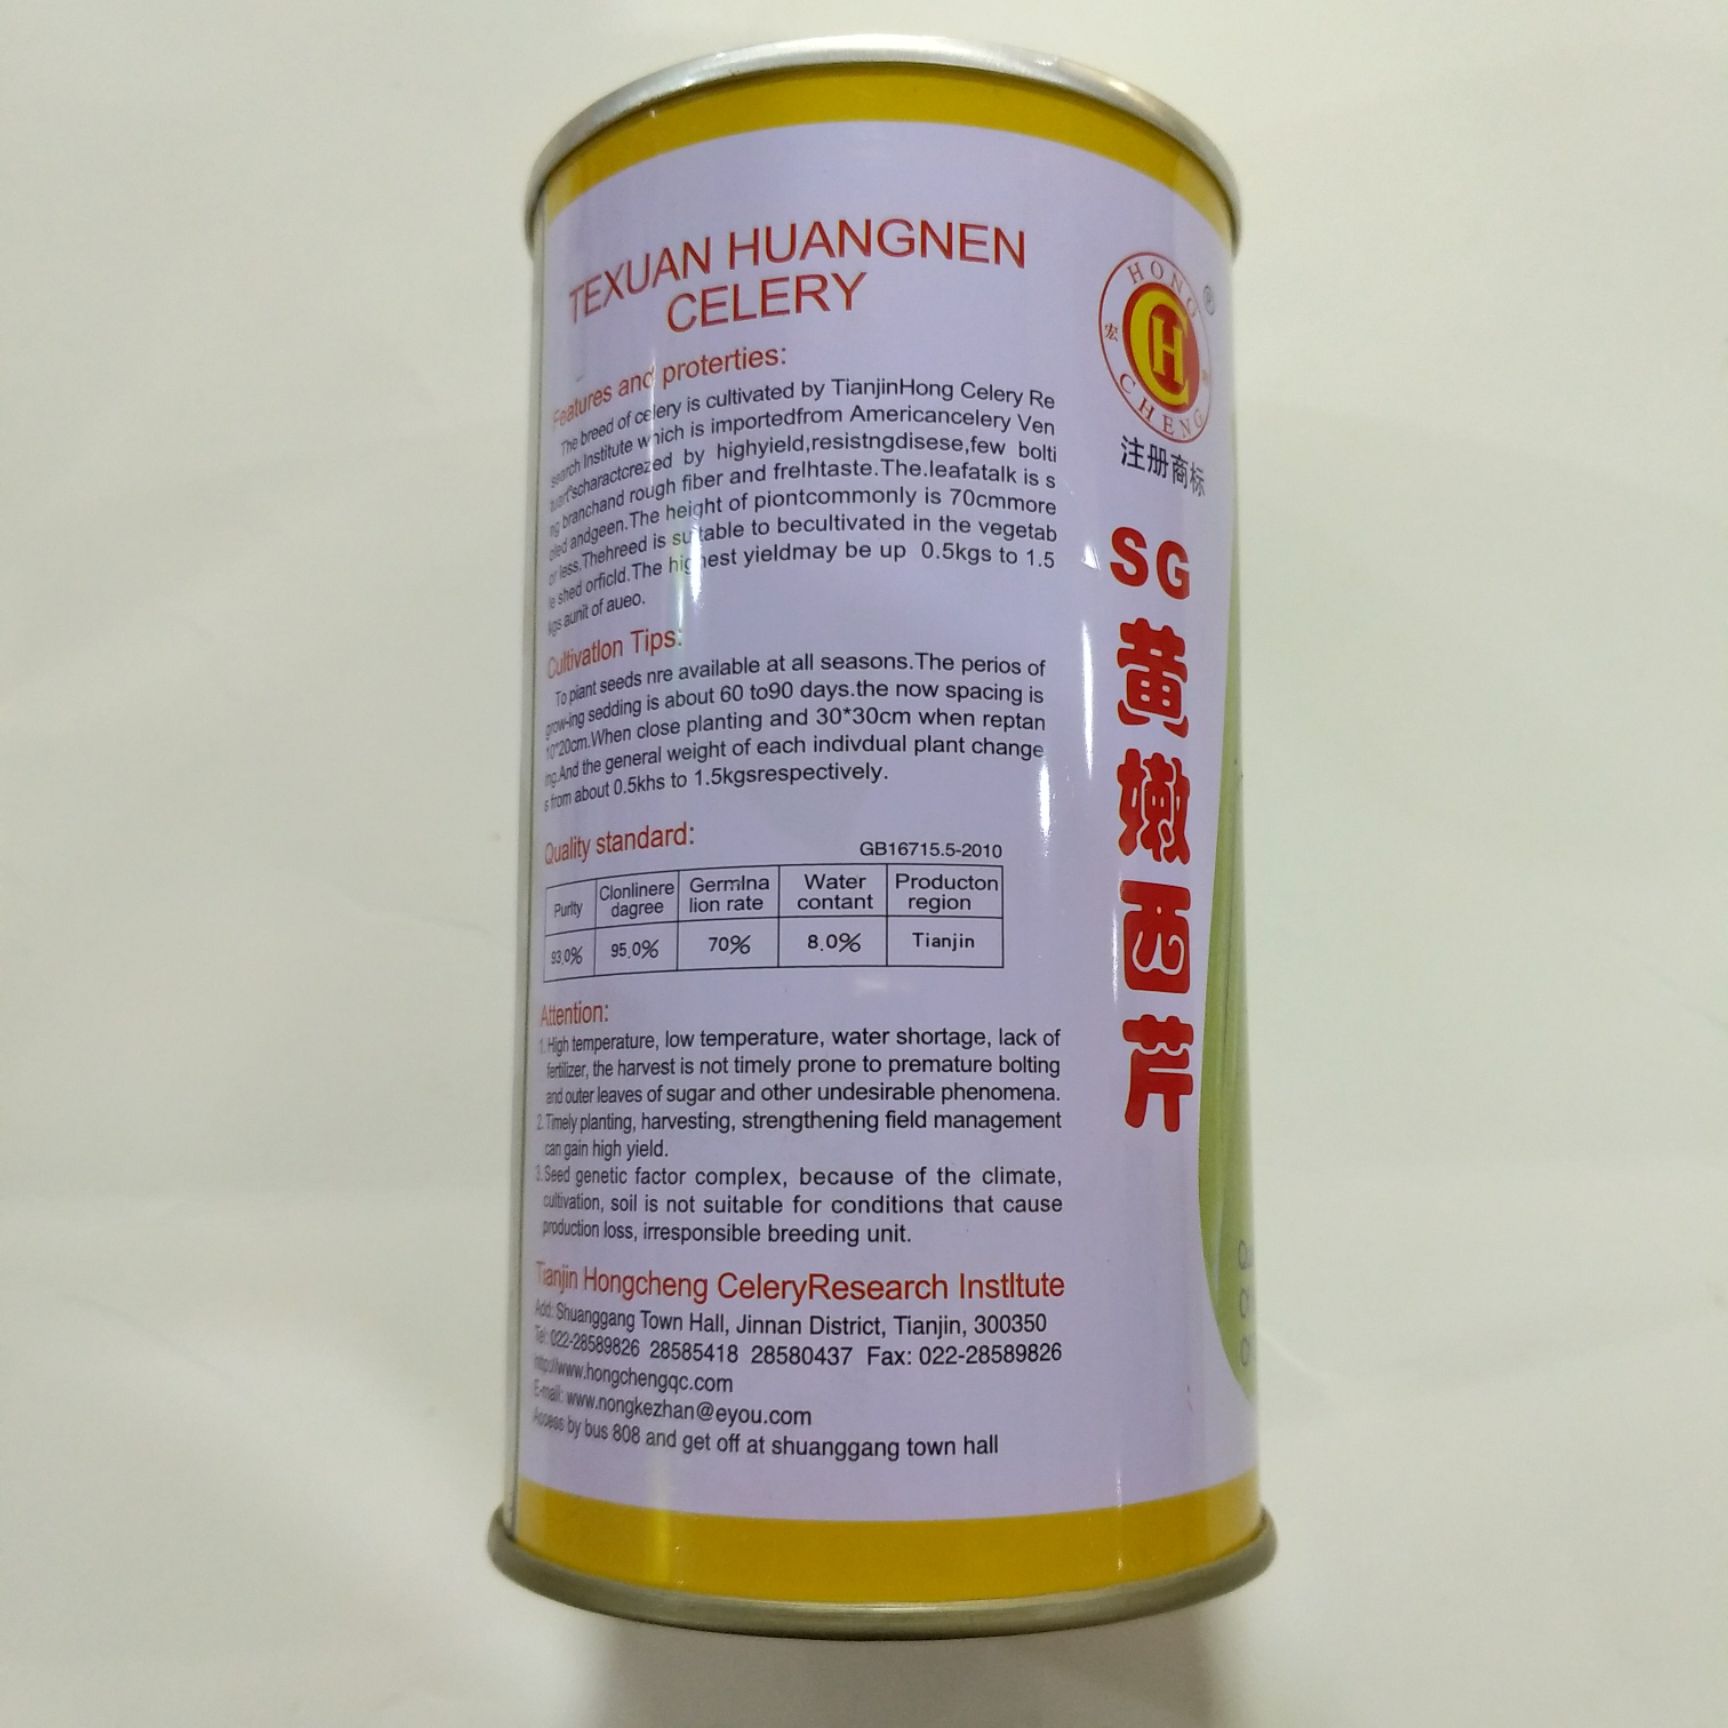 TEXUAN HUANGNEN
CELERY
Features and proterties:
The breed of celery is cultivated by TianjinHong Celery Re
search Institute which is importedfrom Americancelery Ven
charactcrezed by highyield,resistngdisese,few bolti
ng branchand rough fiber and frelhtaste.The.leafatalk is s
oled andgeen.The height of piontcommonly is 70cmmore
or less.Thehreed is suitable to becultivated in the vegetab
le shed orficld.The highest yieldmay be up 0.5kgs to 1.5
kgs aunit of aueo.
CultivatIon Tips:
To piant seeds nre available at all seasons.The perios of
grow-ing sedding is about 60 to90 days.the now spacing is
10*20cm.When close planting and 30*30cm when reptan
ng.And the general weight of each indivdual plant change
s from about 0.5khs to 1.5kgsrespectively.
Quality standard:
GB16715.5-2010
PurIty Clonlinere dagree GermIna lion rate Water contant Producton region
93.0% 95.0% 70% 8.0% Tianjin
Attention:
1.High temperature, low temperature, water shortage, lack of
fertilizer, the harvest is not timely prone to premature bolting
and outer leaves of sugar and other undesirable phenomena.
2.Timely planting, harvesting, strengthening field management
can gain high yield.
3.Seed genetic factor complex, because of the climate,
cultivation, soil is not suitable for conditions that cause
production loss, irresponsible breeding unit.
Tianjin Hongcheng CeleryResearch InstItute
Add: Shuanggang Town Hall, Jinnan District, Tianjin, 300350
Tel: 022-28589826 28585418 28580437 Fax: 022-28589826
http://www.hongchengqc.com
E-mail: www.nongkezhan@eyou.com
Access by bus 808 and get off at shuanggang town hall
HONG
宏
CH
®
CHENG
注册商标
SG
黄
嫩
西
芹